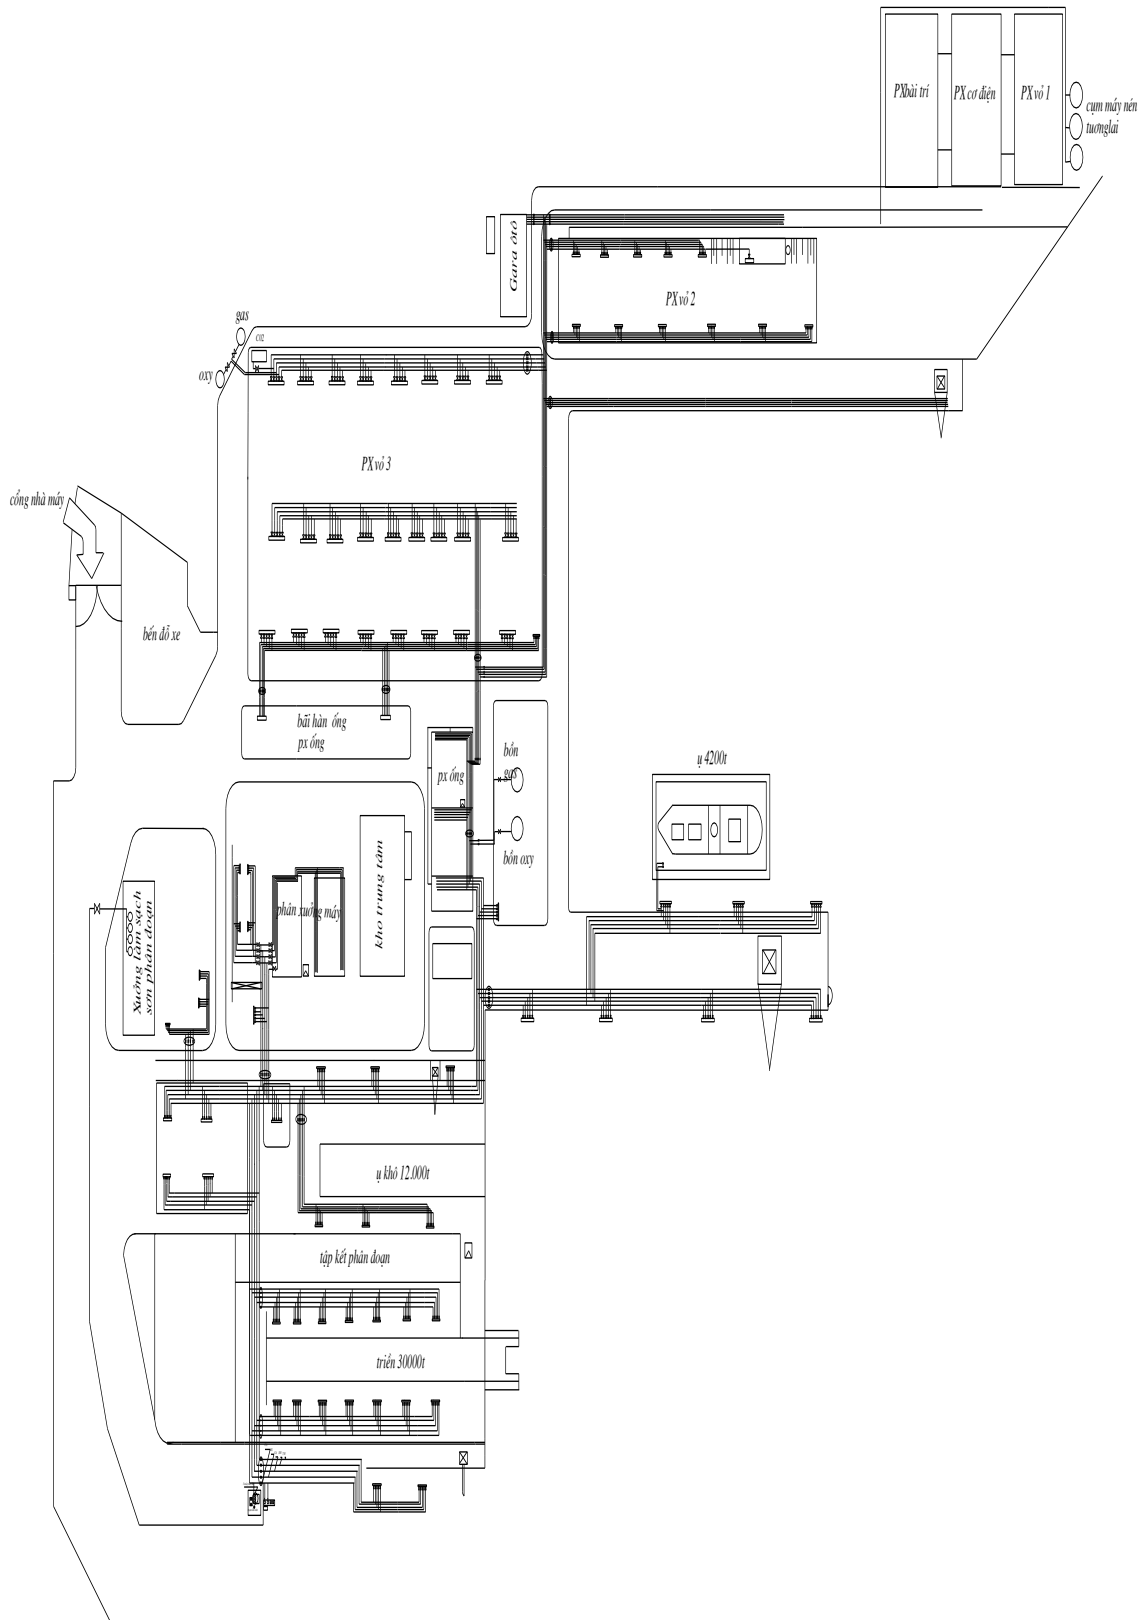 PXbài trí
PX cơ điện
PX vỏ 1
cụm máy nén
tuơnglai
Gara ôtô
PX vỏ 2
gas
CO2
oxy
PX vỏ 3
cổng nhà máy
bến đỗ xe
bãi hàn ống
px ống
px ống
bồn
gas
bồn oxy
ụ 4200t
kho trung tâm
phân xưởng máy
Xưởng làm sạch
sơn phân đoạn
ụ khô 12.000t
tập kết phân đoạn
triền 30000t